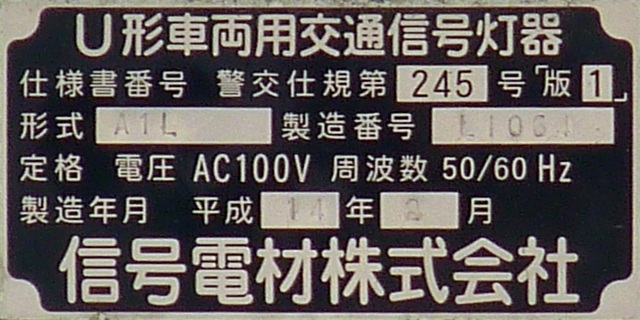 U形車両用交通信号灯器
仕様書番号 警交仕規第 245 号「版 1」
形式 A1L 製造番号
定格 電圧 AC100V 周波数 50/60 Hz
製造年月 平成 14 年 2 月
信号電材株式会社